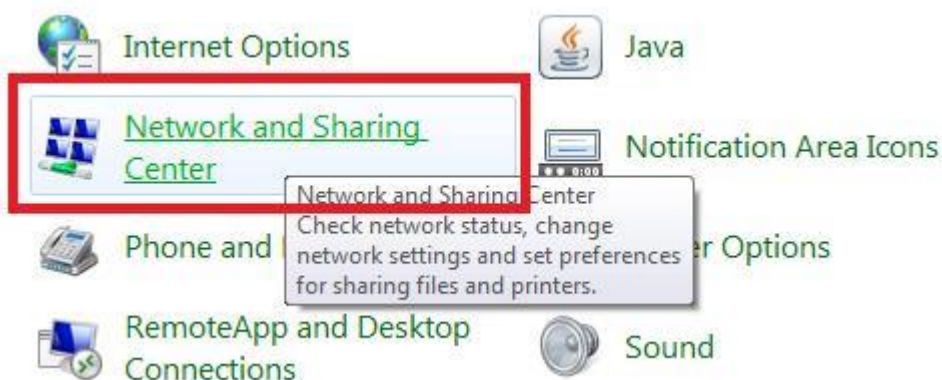 Internet Options
Java
Network and Sharing
Center
Notification Area Icons
Network and Sharing Center
Check network status, change
network settings and set preferences
for sharing files and printers.
Phone and
er Options
RemoteApp and Desktop
Connections
Sound